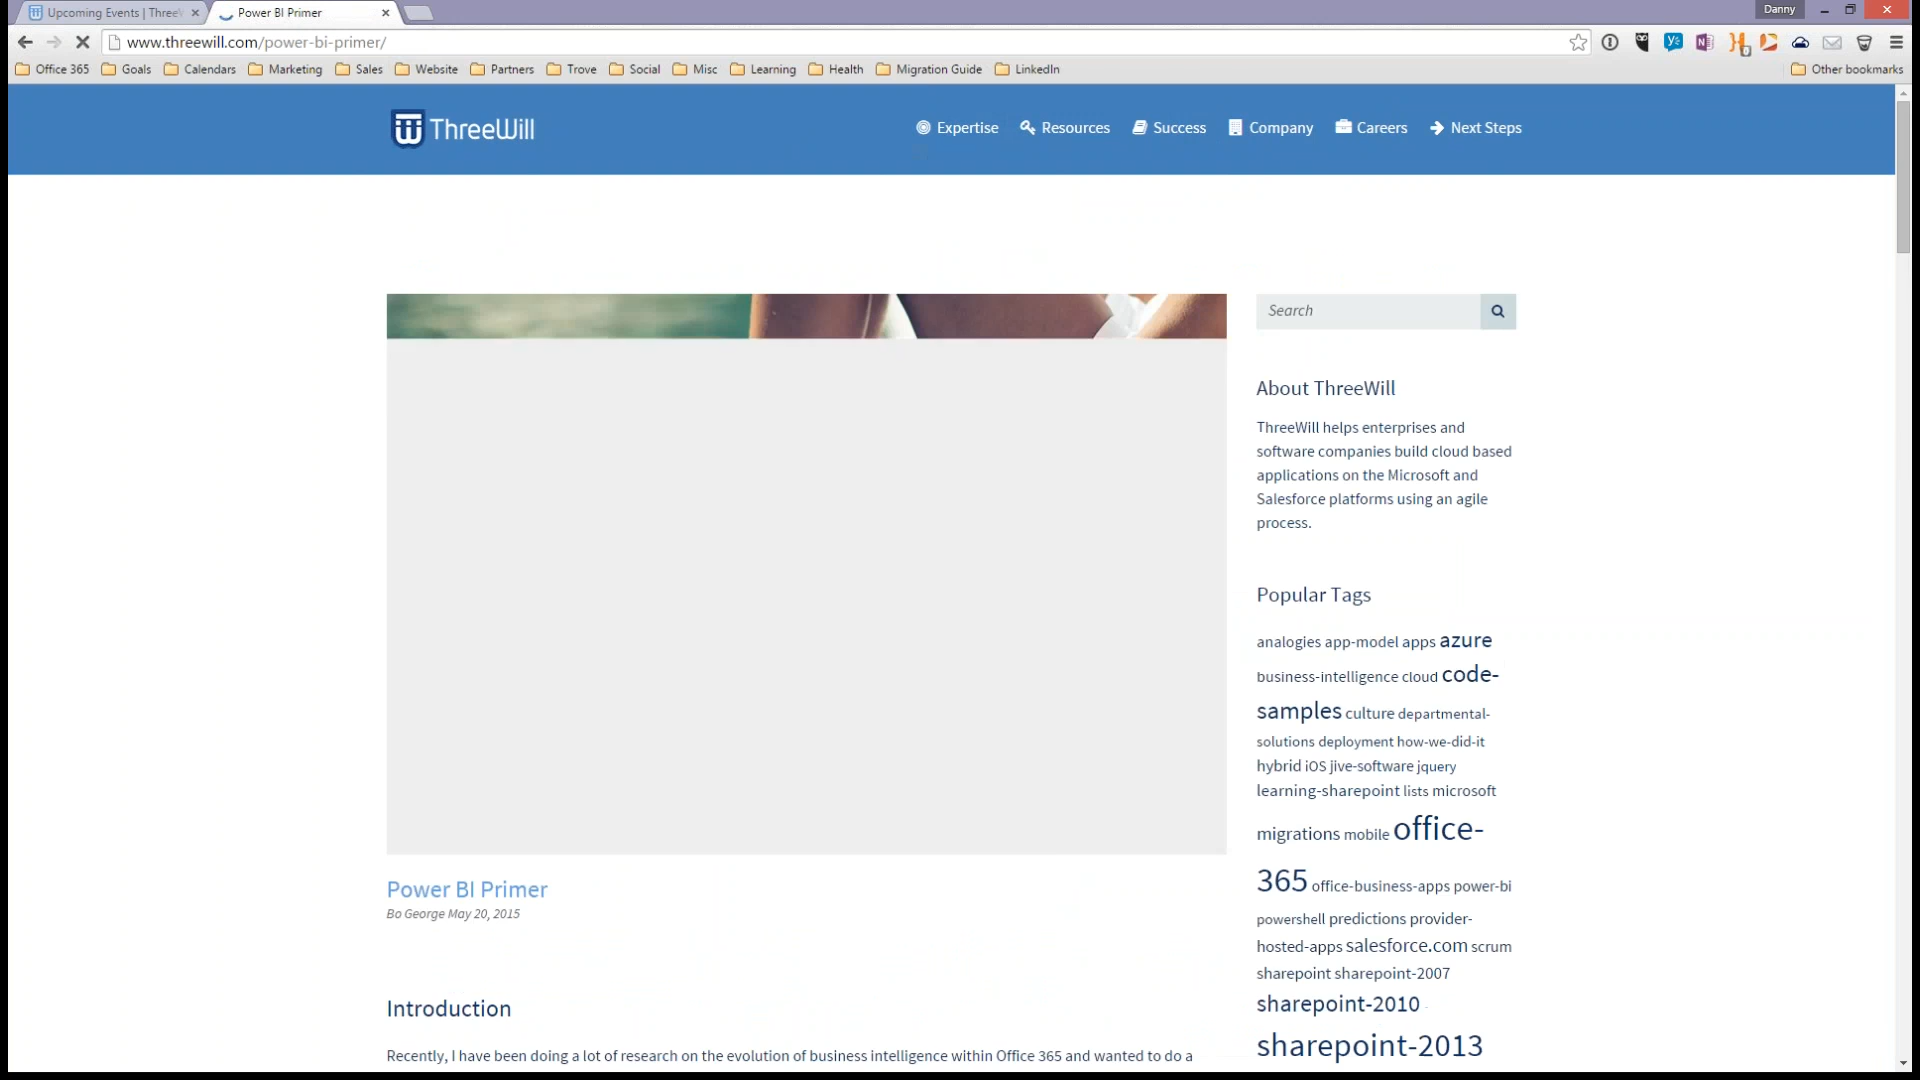 Upcoming Events | Three
Power BI Primer
Danny
www.threewill.com/power-bi-primer/
Office 365 Goals Calendars Marketing Sales Website Partners Trove Social Misc Learning Health Migration Guide LinkedIn Other bookmarks
ThreeWill
Expertise Resources Success Company Careers Next Steps
Search
About ThreeWill
ThreeWill helps enterprises and
software companies build cloud based
applications on the Microsoft and
Salesforce platforms using an agile
process.
Popular Tags
analogies app-model apps azure
business-intelligence cloud code-
samples culture departmental-
solutions deployment how-we-did-it
hybrid iOS jive-software jquery
learning-sharepoint lists microsoft
migrations mobile office-
365 office-business-apps power-bi
powershell predictions provider-
hosted-apps salesforce.com scrum
sharepoint sharepoint-2007
sharepoint-2010
sharepoint-2013
Power BI Primer
Bo George May 20, 2015
Introduction
Recently, I have been doing a lot of research on the evolution of business intelligence within Office 365 and wanted to do a